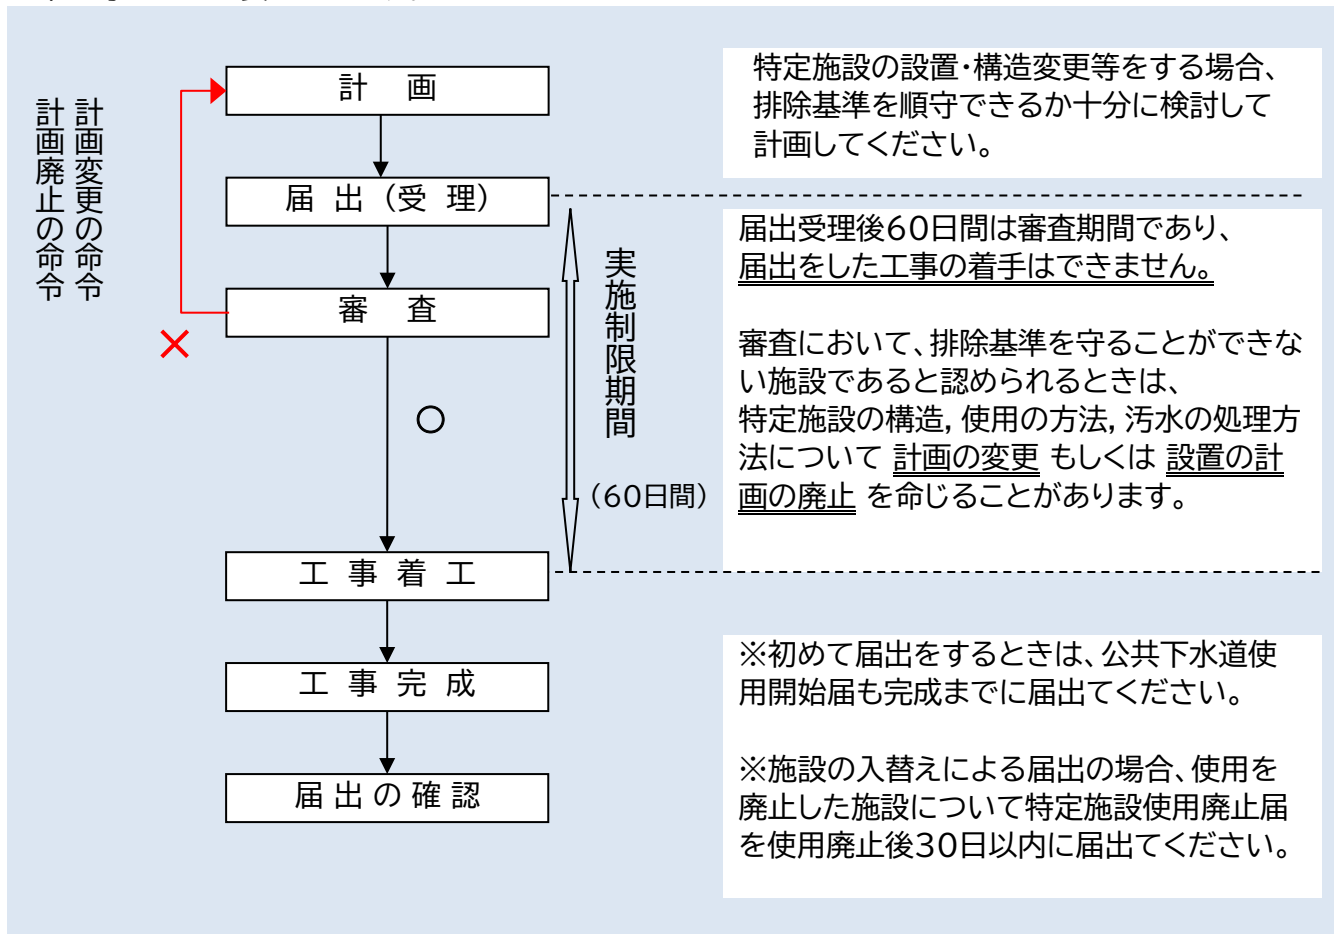 計画
特定施設の設置・構造変更等をする場合、
排除基準を順守できるか十分に検討して
計画してください。
計画変更の命令
計画廃止の命令
届出（受理）
届出受理後60日間は審査期間であり、
届出をした工事の着手はできません。
審査
×
○
実施制限期間
（60日間）
審査において、排除基準を守ることができな
い施設であると認められるときは、
特定施設の構造，使用の方法，汚水の処理方
法について 計画の変更 もしくは 設置の計
画の廃止 を命じることがあります。
工事着工
工事完成
※初めて届出をするときは、公共下水道使
用開始届も完成までに届出てください。
届出の確認
※施設の入替えによる届出の場合、使用を
廃止した施設について特定施設使用廃止届
を使用廃止後30日以内に届出てください。